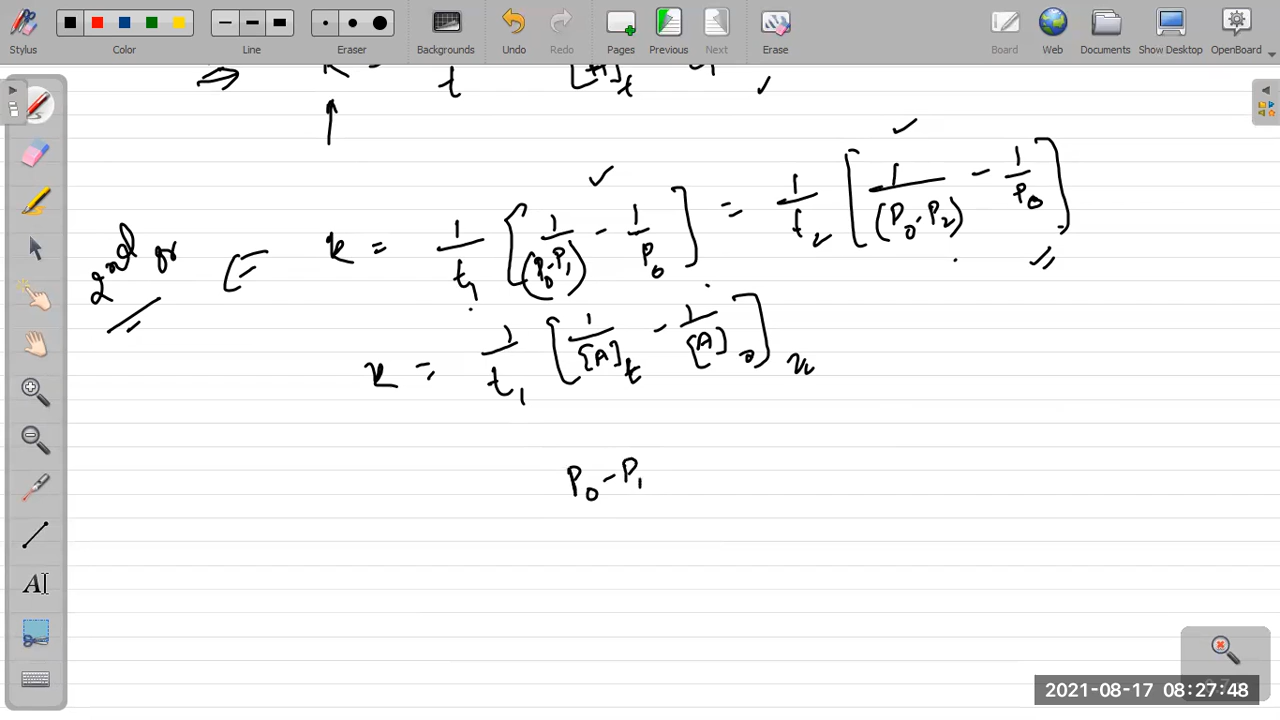 Stylus Color Line Eraser Backgrounds Undo Redo Pages Previous Next Erase Board Web Documents Show Desktop OpenBoard
k = t [A]t
2nd or k = 1/t1 [1/(P0-P1) - 1/P0] = 1/t2 [1/(P0-P2) - 1/P0]
k = 1/t1 [1/[A]t - 1/[A]0]
P0-P1
2021-08-17 08:27:48